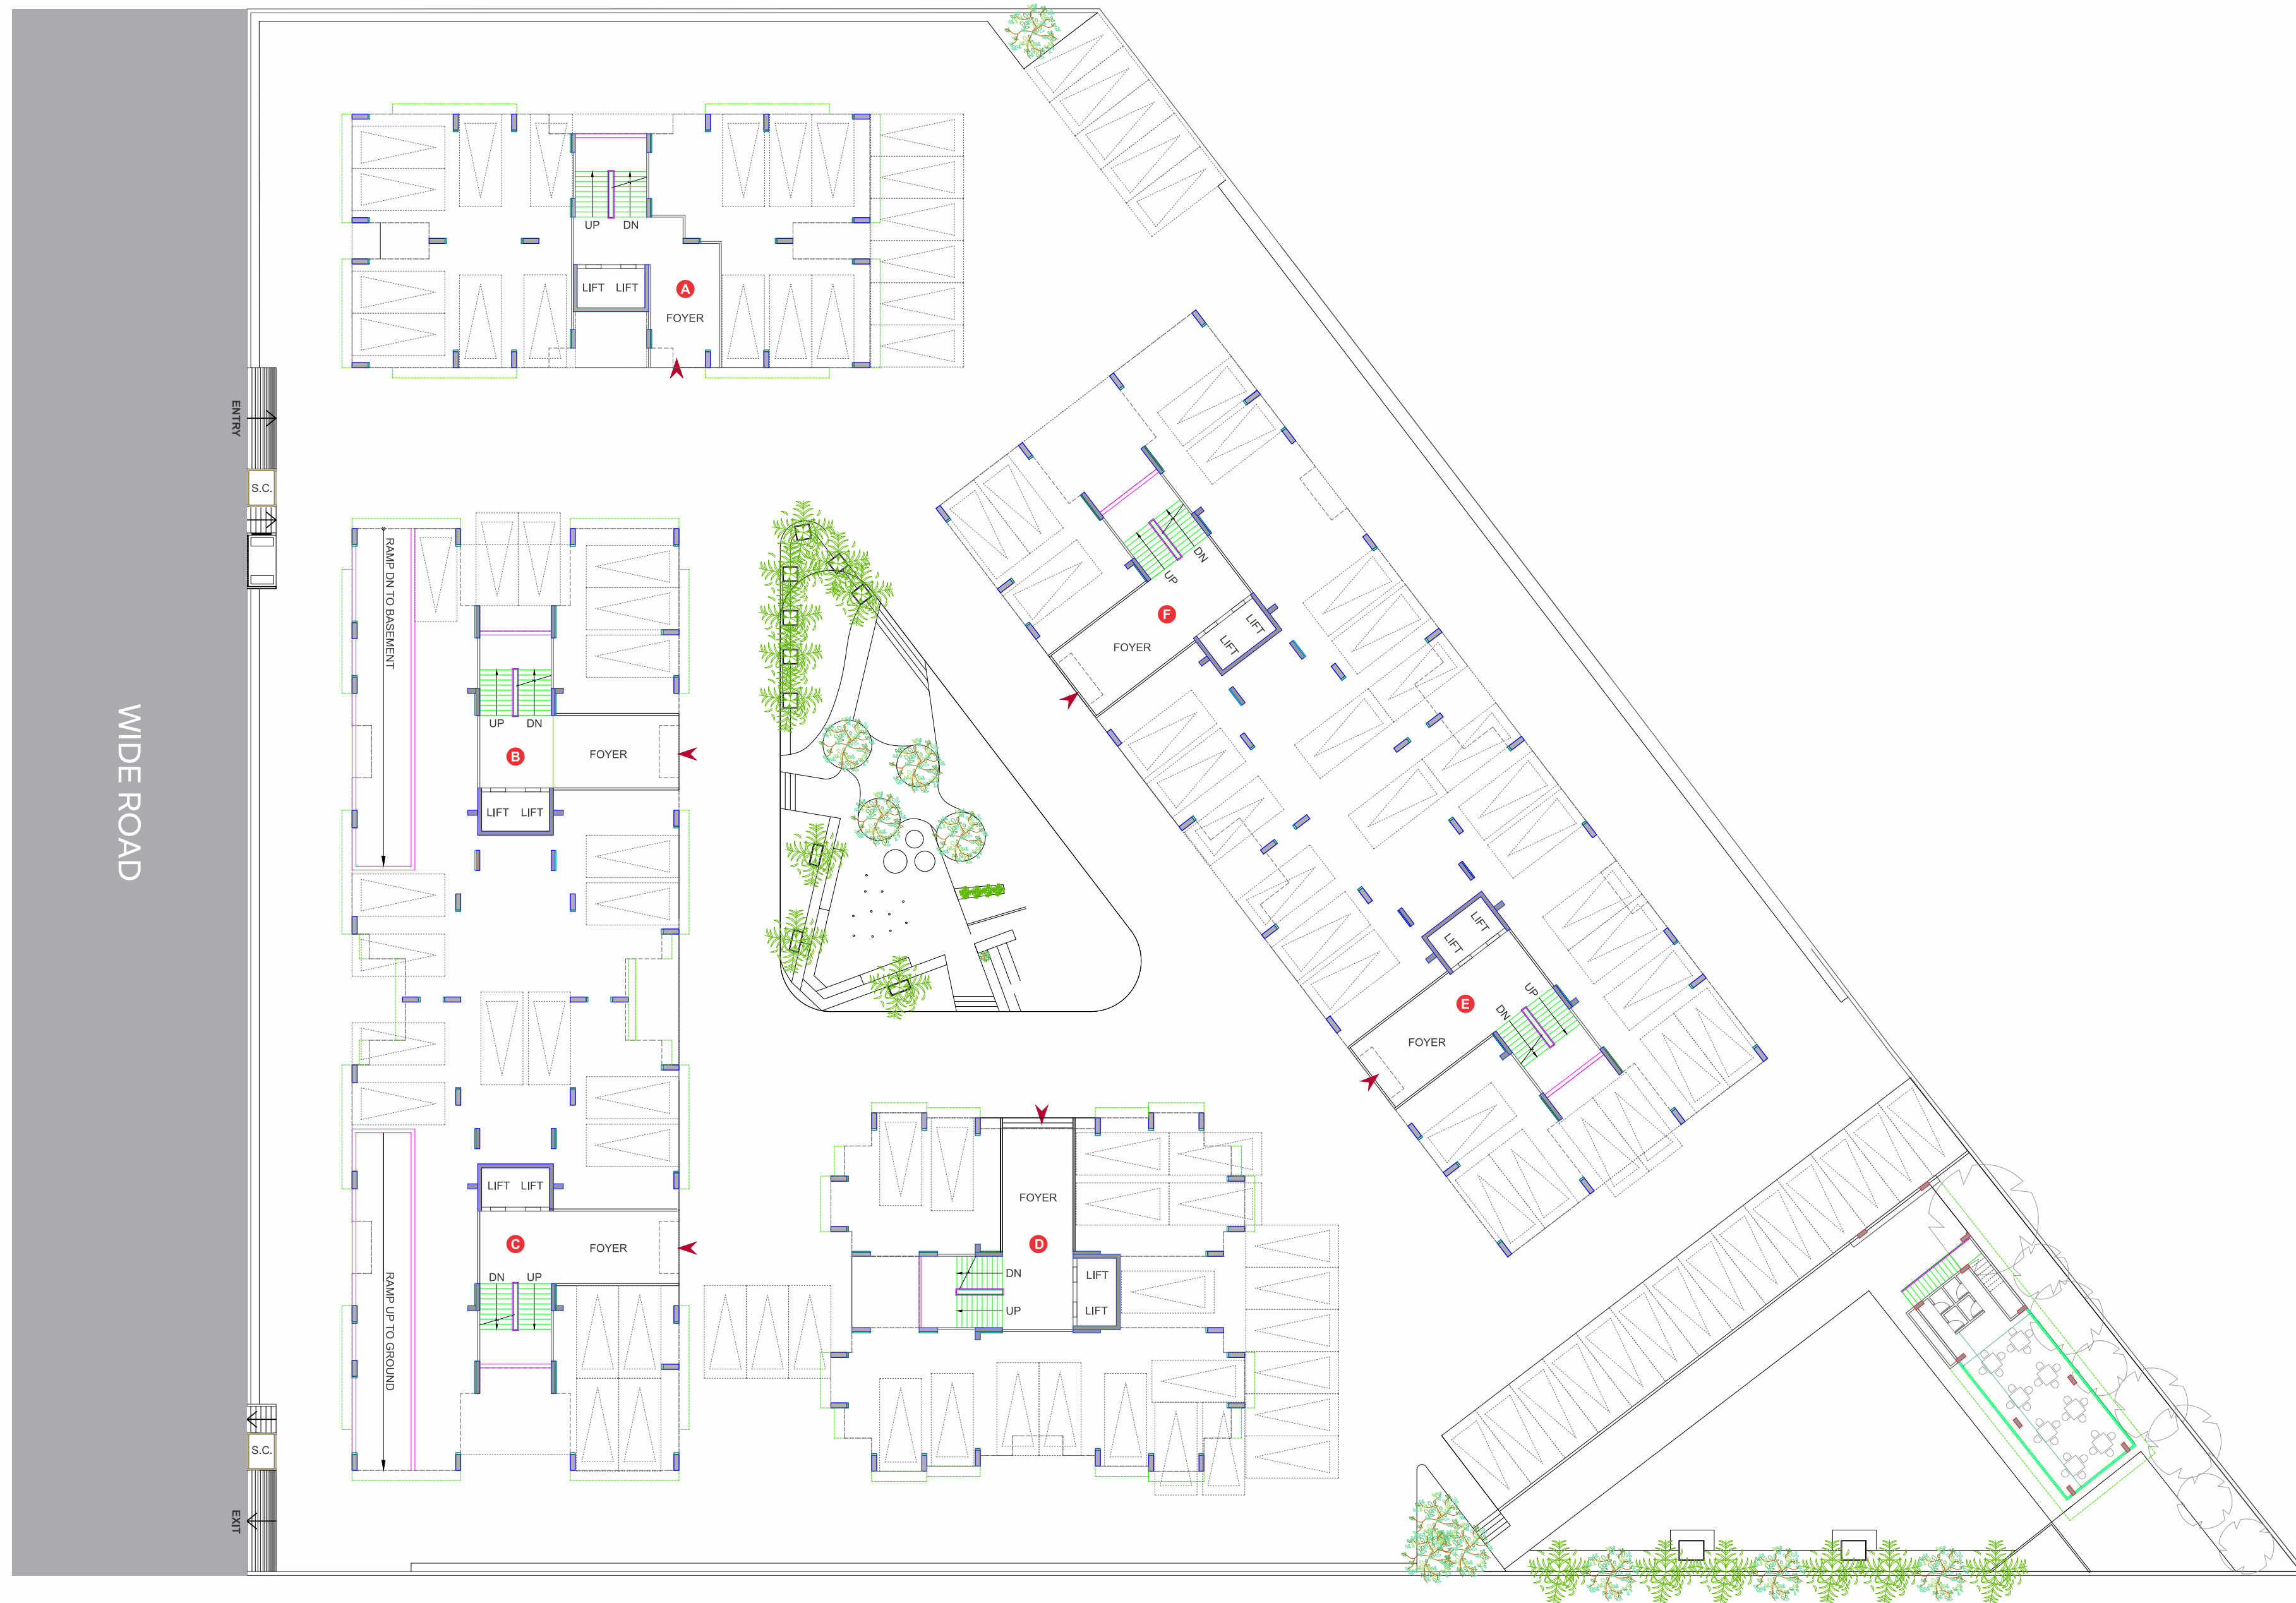 WIDE ROAD
ENTRY
S.C.
S.C.
EXIT
UP DN
LIFT LIFT
A
FOYER
RAMP DN TO BASEMENT
UP DN
B
FOYER
LIFT LIFT
LIFT LIFT
C
FOYER
DN UP
RAMP UP TO GROUND
FOYER
D
DN
UP
LIFT
LIFT
DN
UP
F
FOYER
LIFT
LIFT
LIFT
LIFT
E
UP
DN
FOYER